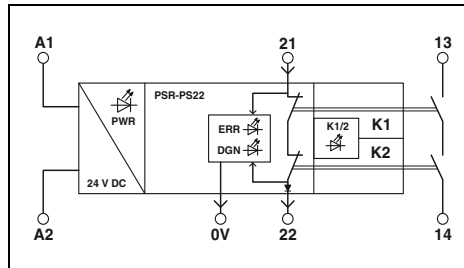 A1 21 13
PSR-PS22
PWR
ERR
DGN
K1/2
K1
K2
24 V DC
A2 0V 22 14